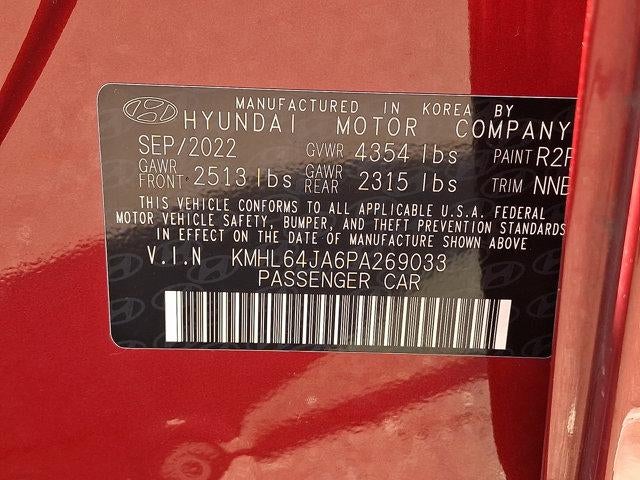 MANUFACTURED IN KOREA BY
HYUNDAI MOTOR COMPANY
SEP/2022 GVWR 4354 lbs PAINT
GAWR FRONT 2513 lbs GAWR REAR 2315 lbs TRIM NNE
THIS VEHICLE CONFORMS TO ALL APPLICABLE U.S.A. FEDERAL
MOTOR VEHICLE SAFETY, BUMPER, AND THEFT PREVENTION STANDARDS
IN EFFECT ON THE DATE OF MANUFACTURE SHOWN ABOVE
V.I.N KMHL64JA6PA269033
PASSENGER CAR